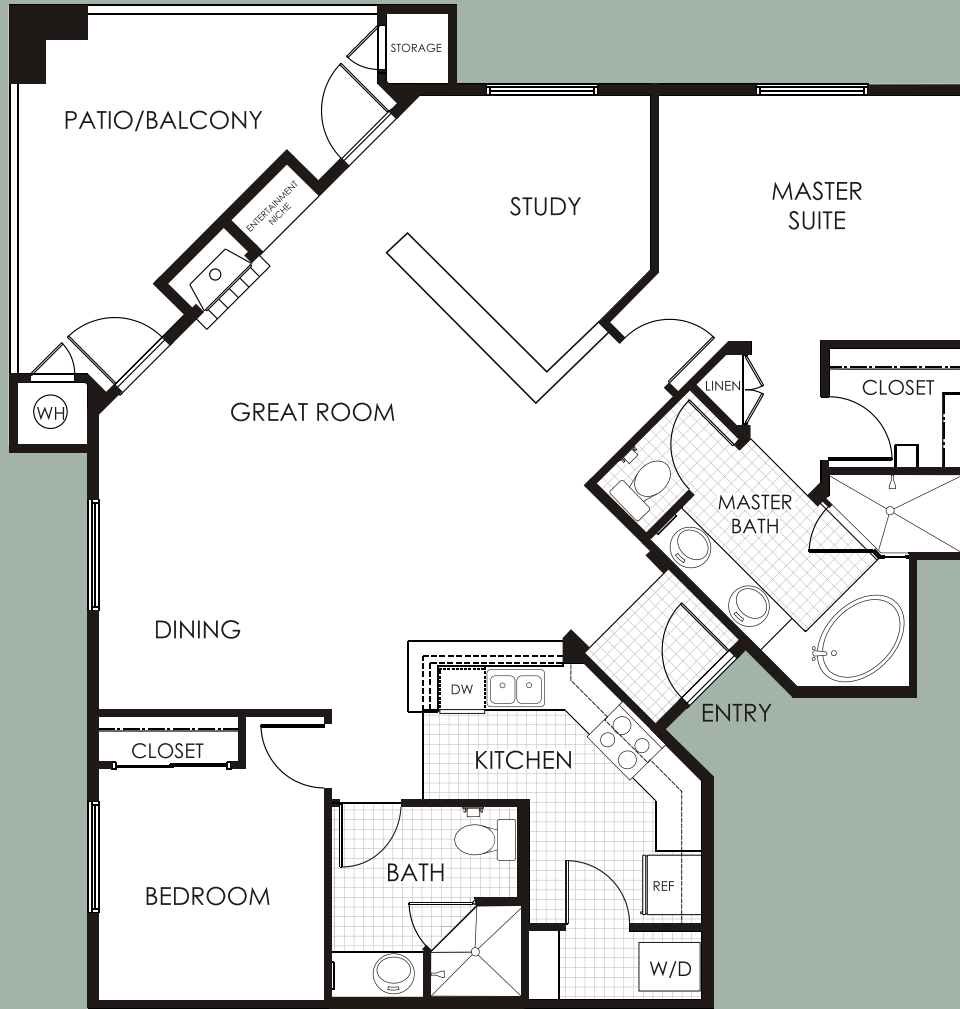 STORAGE
PATIO/BALCONY
ENTERTAINMENT
NICHE
STUDY
MASTER
SUITE
LINEN
CLOSET
WH
GREAT ROOM
MASTER
BATH
DINING
DW
ENTRY
CLOSET
KITCHEN
BATH
REF
BEDROOM
W/D